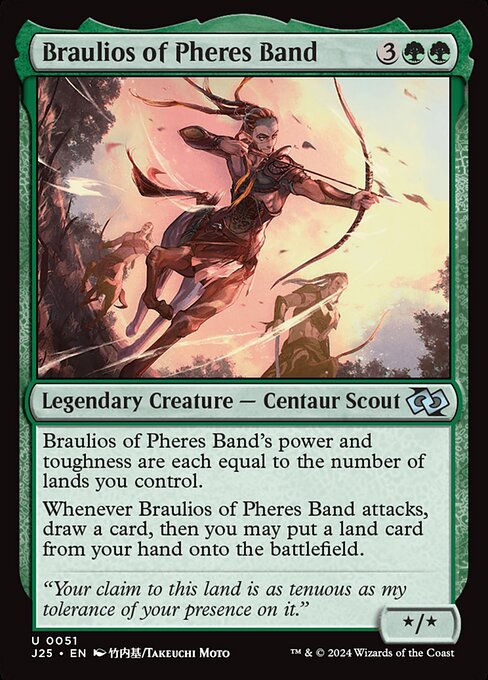 Braulios of Pheres Band 3
Legendary Creature — Centaur Scout
Braulios of Pheres Band's power and
toughness are each equal to the number of
lands you control.
Whenever Braulios of Pheres Band attacks,
draw a card, then you may put a land card
from your hand onto the battlefield.
“Your claim to this land is as tenuous as my
tolerance of your presence on it.”
★/★
U 0051
J25 • EN 竹内基/Takeuchi Moto ™ & © 2024 Wizards of the Coast